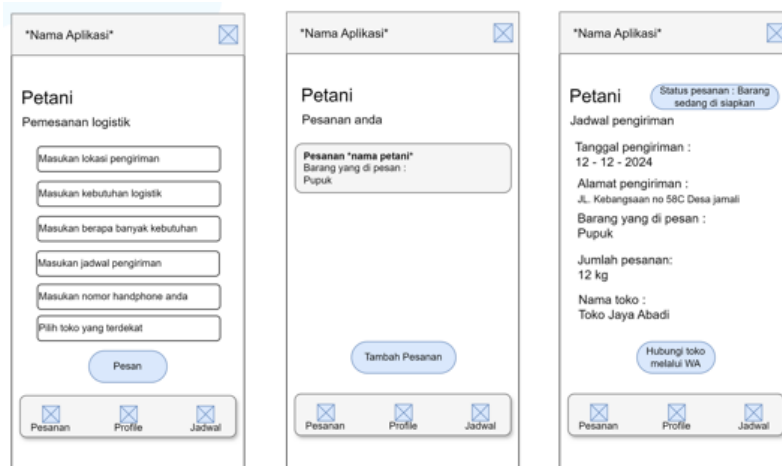 *Nama Aplikasi*
Petani
Pemesanan logistik
Masukan lokasi pengiriman
Masukan kebutuhan logistik
Masukan berapa banyak kebutuhan
Masukan jadwal pengiriman
Masukan nomor handphone anda
Pilih toko yang terdekat
Pesan
Pesanan
Profile
Jadwal
*Nama Aplikasi*
Petani
Pesanan anda
Pesanan *nama petani*
Barang yang di pesan :
Pupuk
Tambah Pesanan
Pesanan
Profile
Jadwal
*Nama Aplikasi*
Petani
Status pesanan : Barang
sedang di siapkan
Jadwal pengiriman
Tanggal pengiriman :
12 - 12 - 2024
Alamat pengiriman :
JL. Kebangsaan no 58C Desa jamali
Barang yang di pesan :
Pupuk
Jumlah pesanan:
12 kg
Nama toko :
Toko Jaya Abadi
Hubungi toko
melalui WA
Pesanan
Profile
Jadwal